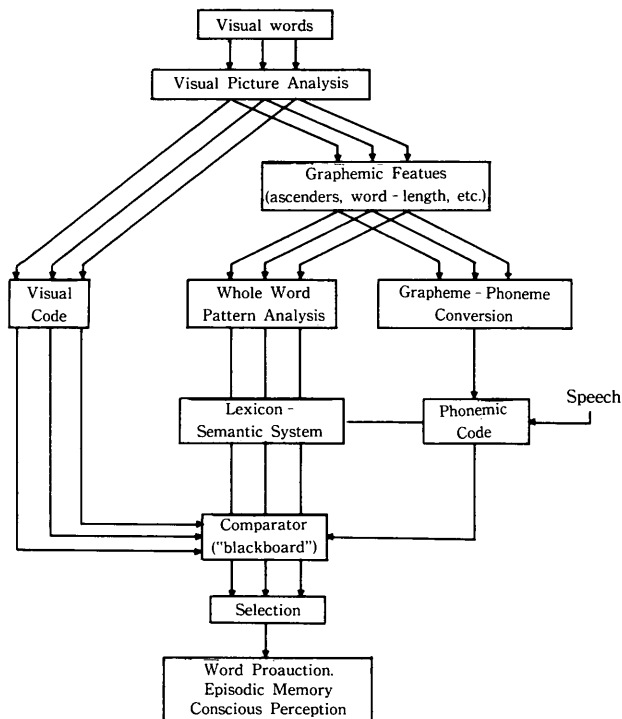 Visual words
Visual Picture Analysis
Graphemic Featues
(ascenders, word - length, etc.)
Visual
Code
Whole Word
Pattern Analysis
Grapheme - Phoneme
Conversion
Lexicon -
Semantic System
Phonemic
Code
Speech
Comparator
("blackboard")
Selection
Word Proauction.
Episodic Memory
Conscious Perception